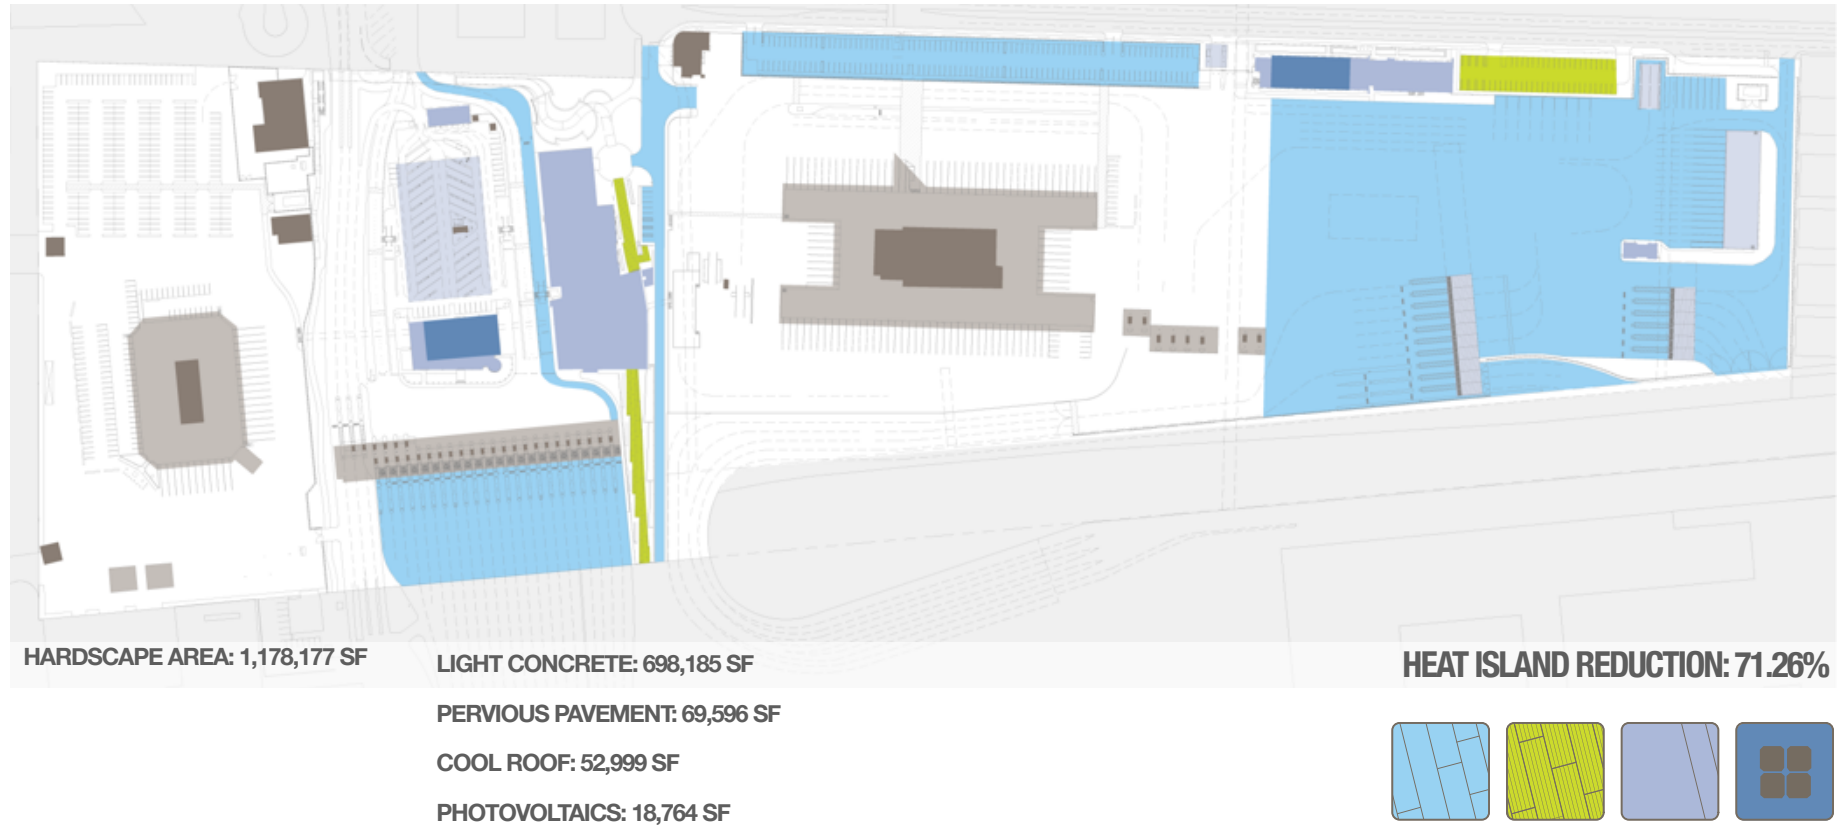 HARDSCAPE AREA: 1,178,177 SF
LIGHT CONCRETE: 698,185 SF
HEAT ISLAND REDUCTION: 71.26%
PERVIOUS PAVEMENT: 69,596 SF
COOL ROOF: 52,999 SF
PHOTOVOLTAICS: 18,764 SF